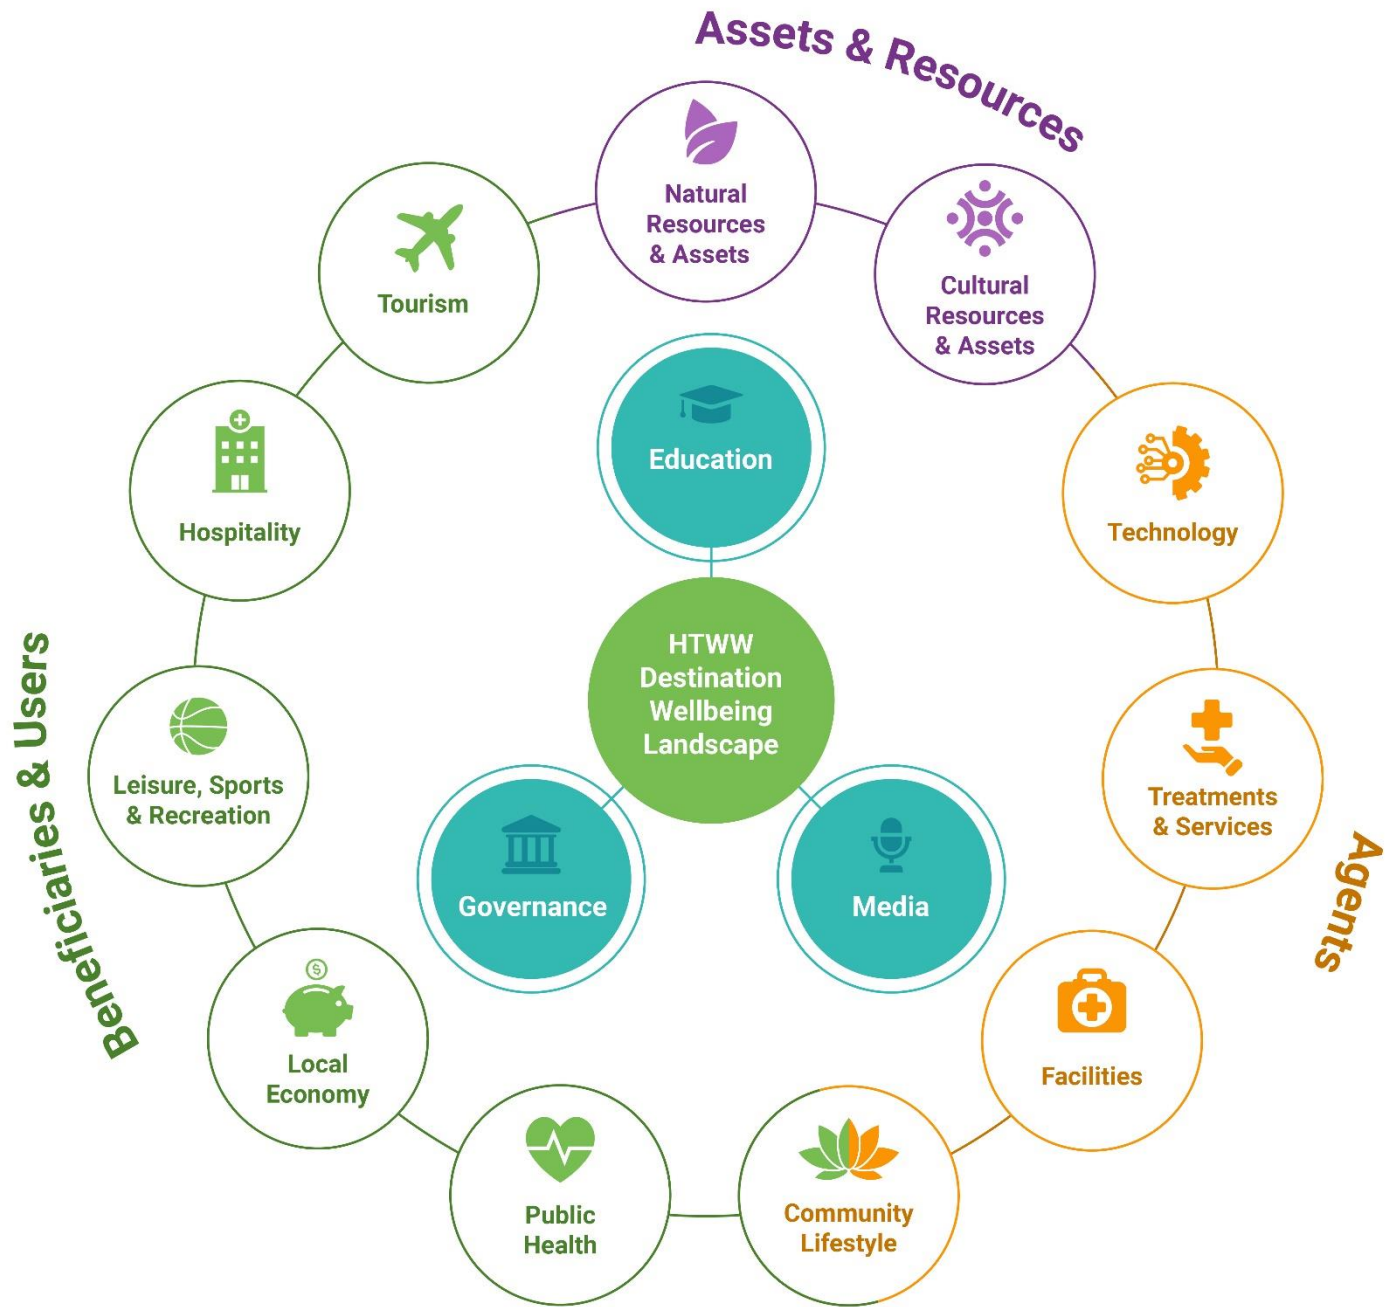 Assets & Resources
Natural
Resources
& Assets
Cultural
Resources
& Assets
Tourism
Technology
Hospitality
Education
HTWW
Destination
Wellbeing
Landscape
Beneficiaries & Users
Leisure, Sports
& Recreation
Treatments
& Services
Agents
Governance
Media
Local
Economy
$
Facilities
Public
Health
Community
Lifestyle